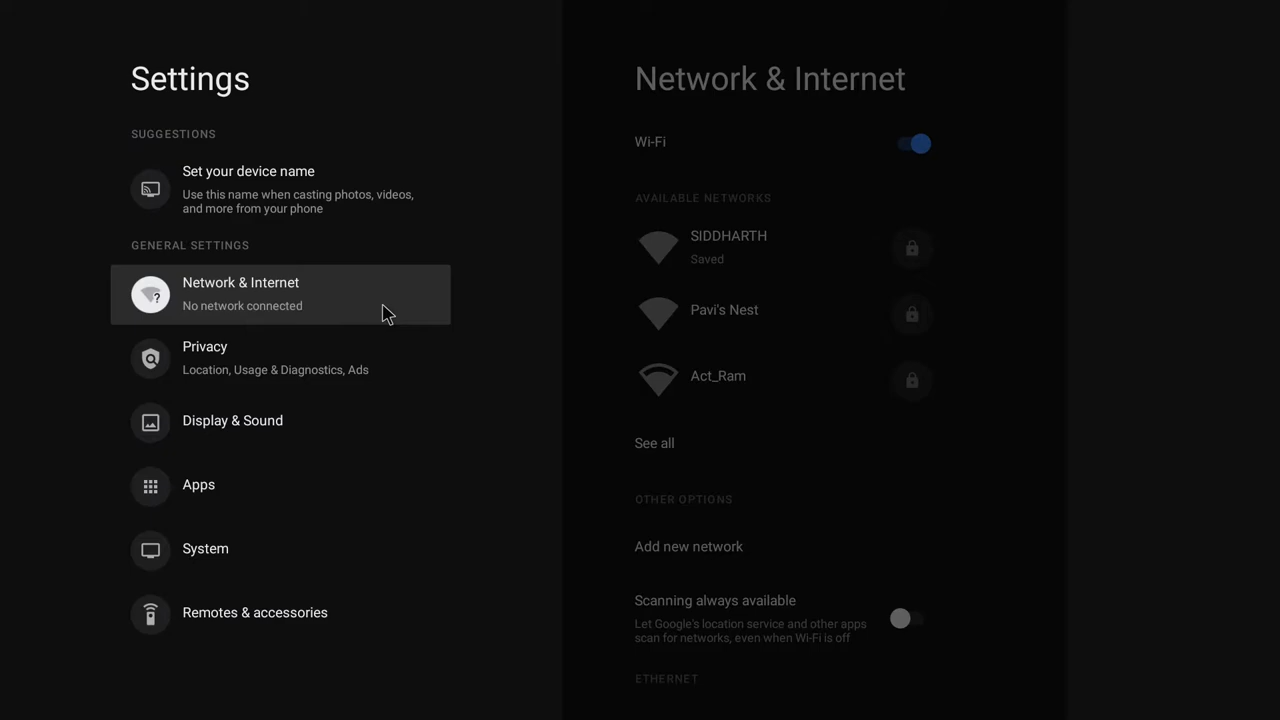 Settings
SUGGESTIONS
Set your device name
Use this name when casting photos, videos,
and more from your phone
GENERAL SETTINGS
Network & Internet
No network connected
Privacy
Location, Usage & Diagnostics, Ads
Display & Sound
Apps
System
Remotes & accessories
Network & Internet
Wi-Fi
AVAILABLE NETWORKS
SIDDHARTH
Saved
Pavi's Nest
Act_Ram
See all
OTHER OPTIONS
Add new network
Scanning always available
Let Google's location service and other apps
scan for networks, even when Wi-Fi is off
ETHERNET